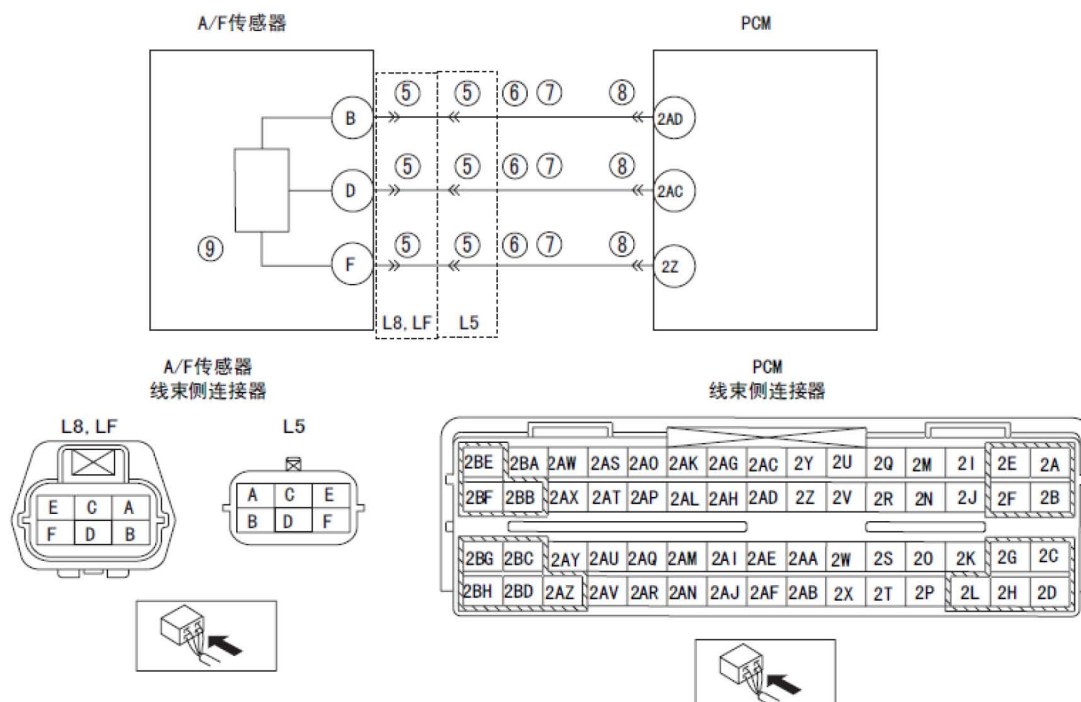 A/F传感器 PCM
⑤ ⑤ ⑥ ⑦ ⑧
B 2AD
⑤ ⑤ ⑥ ⑦ ⑧
D 2AC
⑨
⑤ ⑤ ⑥ ⑦ ⑧
F 2Z
L8, LF L5
A/F传感器 PCM
线束侧连接器 线束侧连接器
L8, LF L5
2BE 2BA 2AW 2AS 2AO 2AK 2AG 2AC 2Y 2U 2Q 2M 2I 2E 2A
2BF 2BB 2AX 2AT 2AP 2AL 2AH 2AD 2Z 2V 2R 2N 2J 2F 2B
E C A A C E
F D B B D F
2BG 2BC 2AY 2AU 2AQ 2AM 2AI 2AE 2AA 2W 2S 2O 2K 2G 2C
2BH 2BD 2AZ 2AV 2AR 2AN 2AJ 2AF 2AB 2X 2T 2P 2L 2H 2D